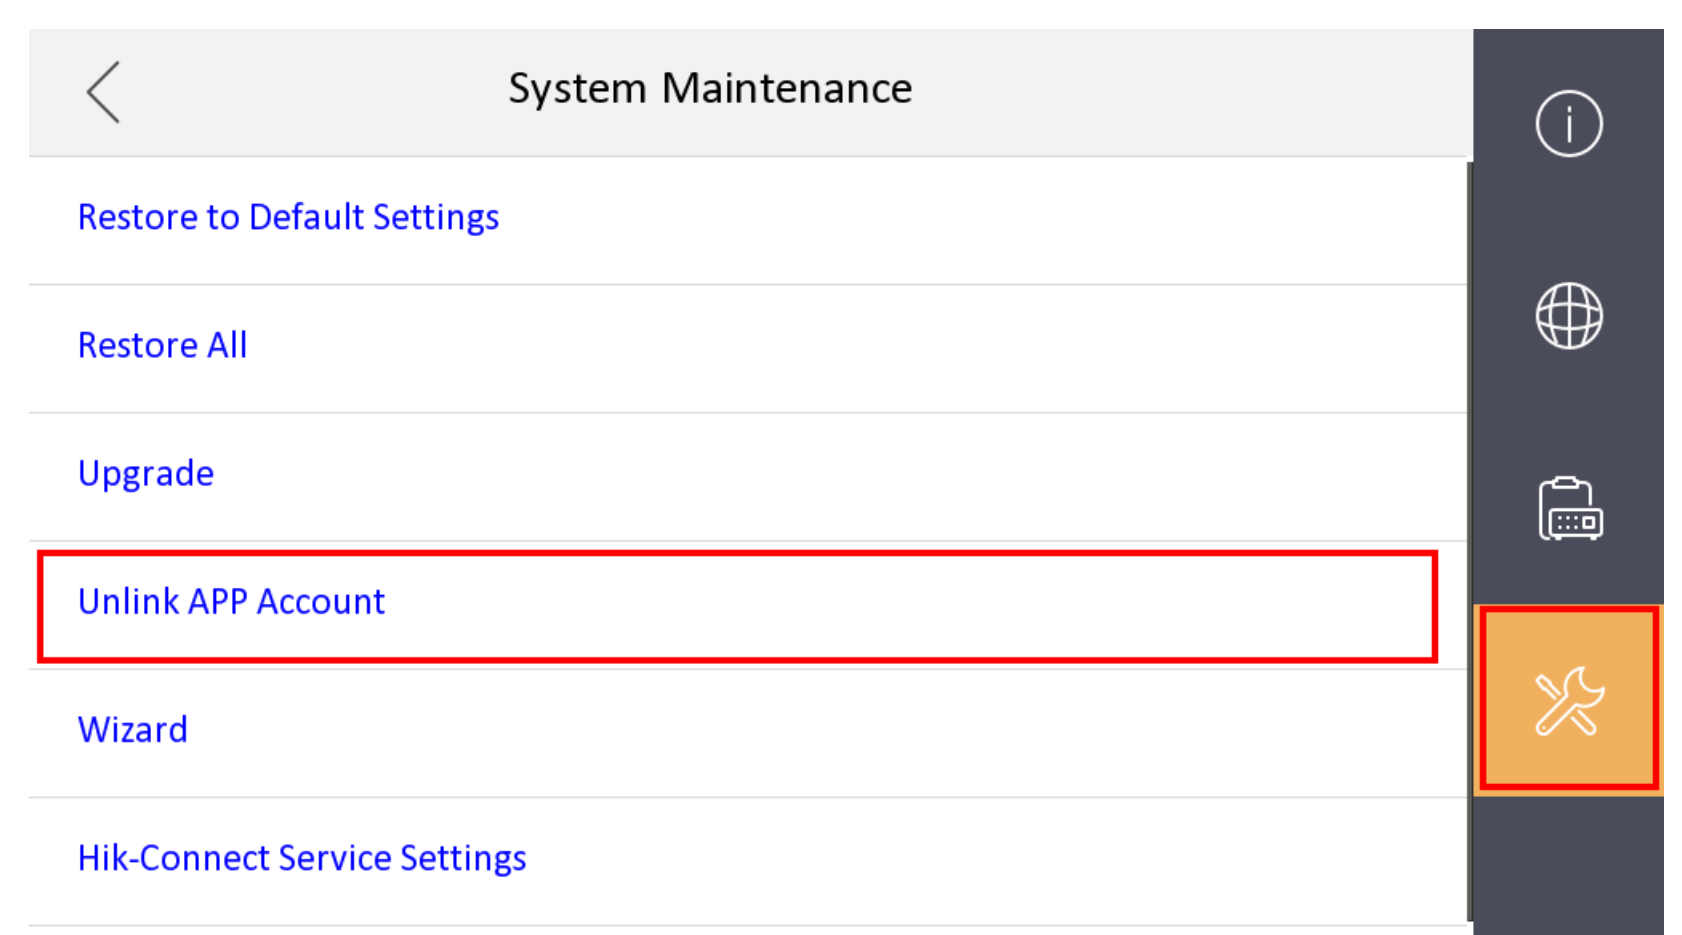 System Maintenance
Restore to Default Settings
Restore All
Upgrade
Unlink APP Account
Wizard
Hik-Connect Service Settings